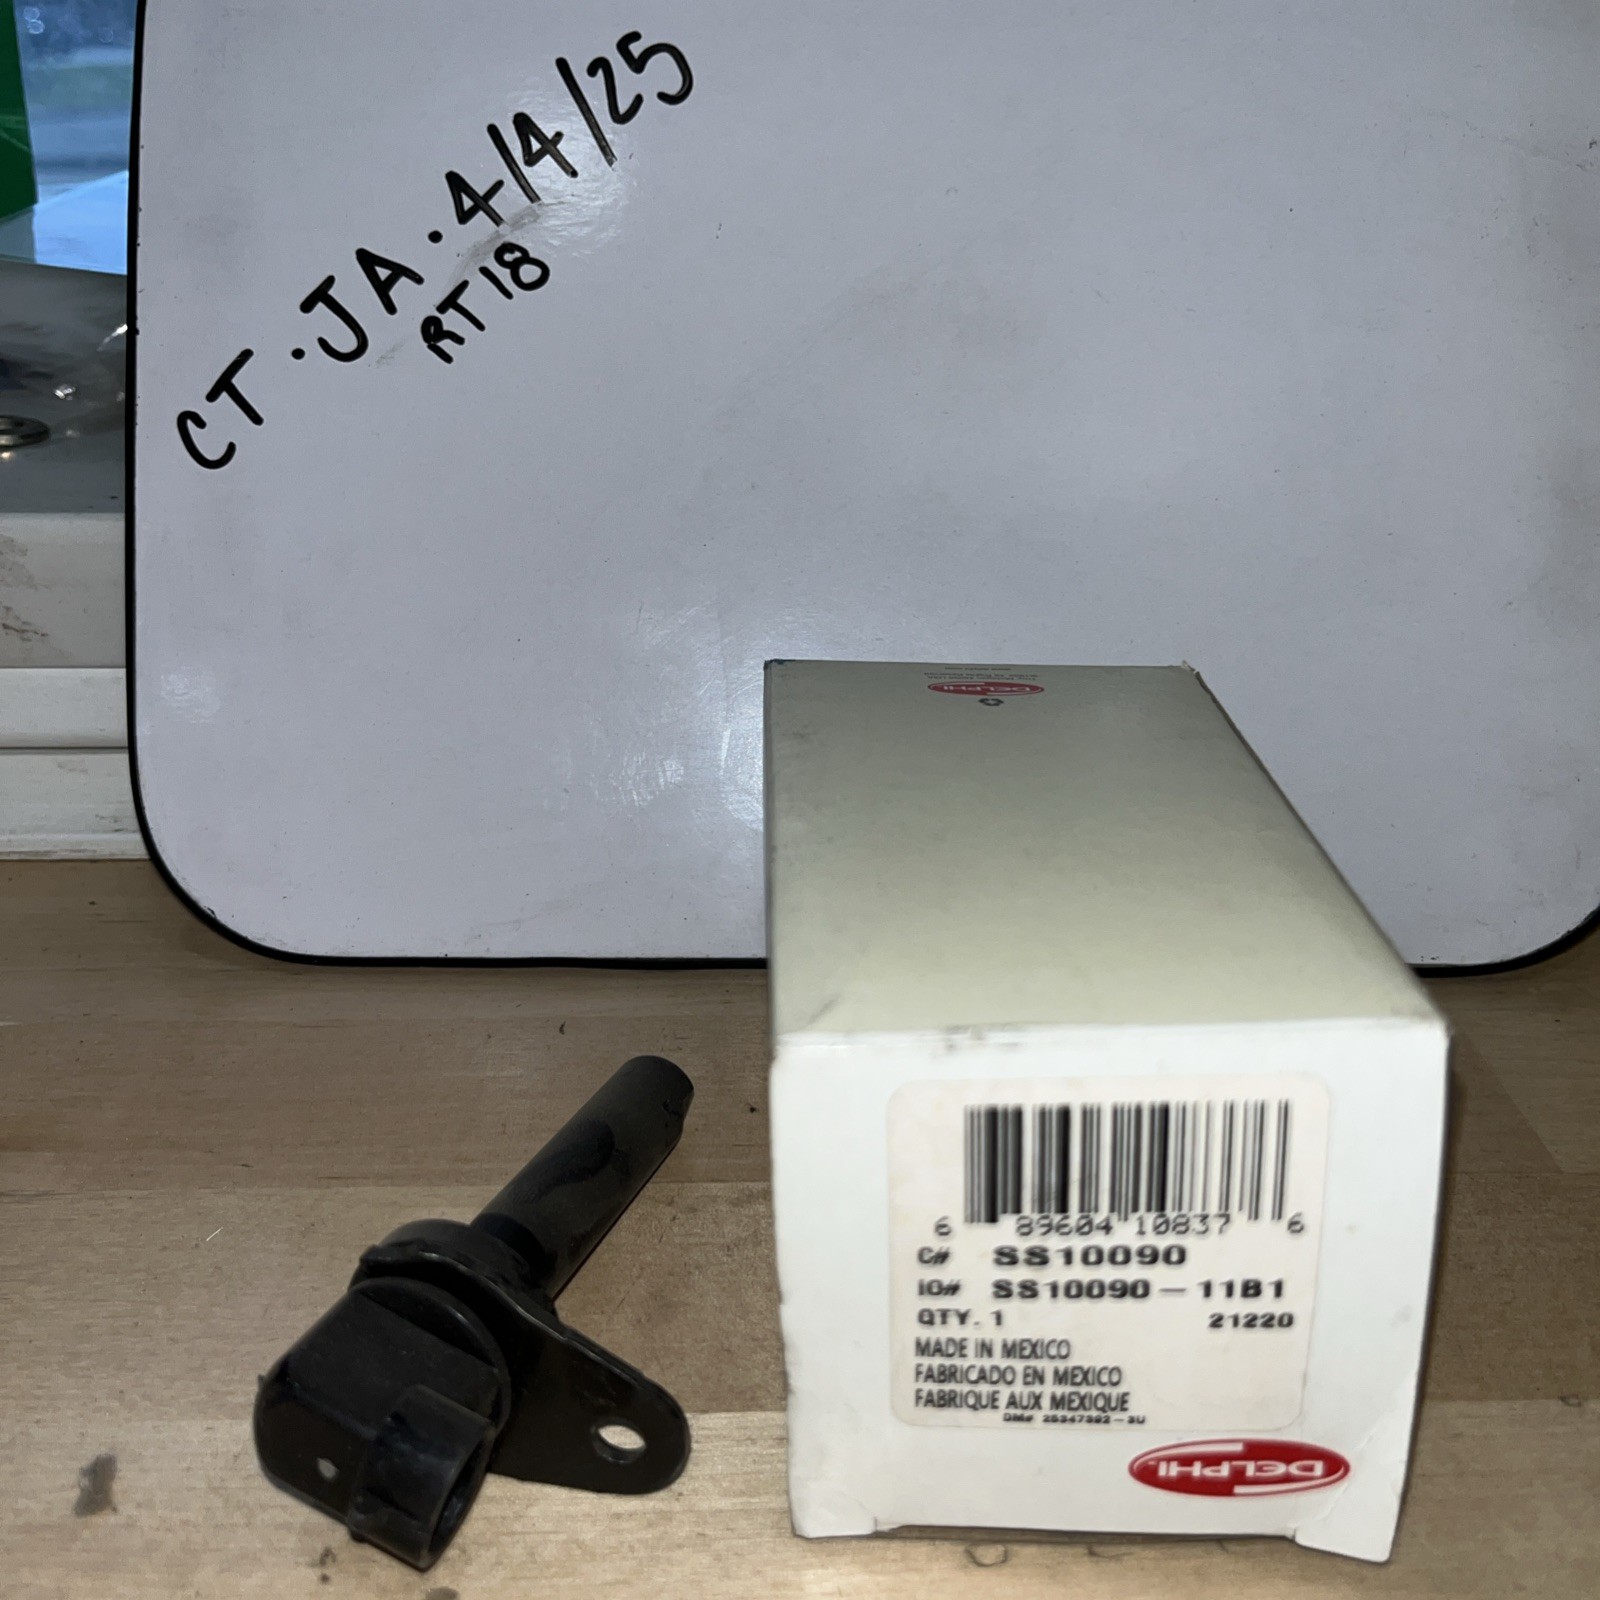 CT · JA · 4/4/25
RT18
DELPHI
6 89604 10837 6
C# SS10090
IO# SS10090-11B1
QTY. 1 21220
MADE IN MEXICO
FABRICADO EN MEXICO
FABRIQUE AUX MEXIQUE
DELPHI